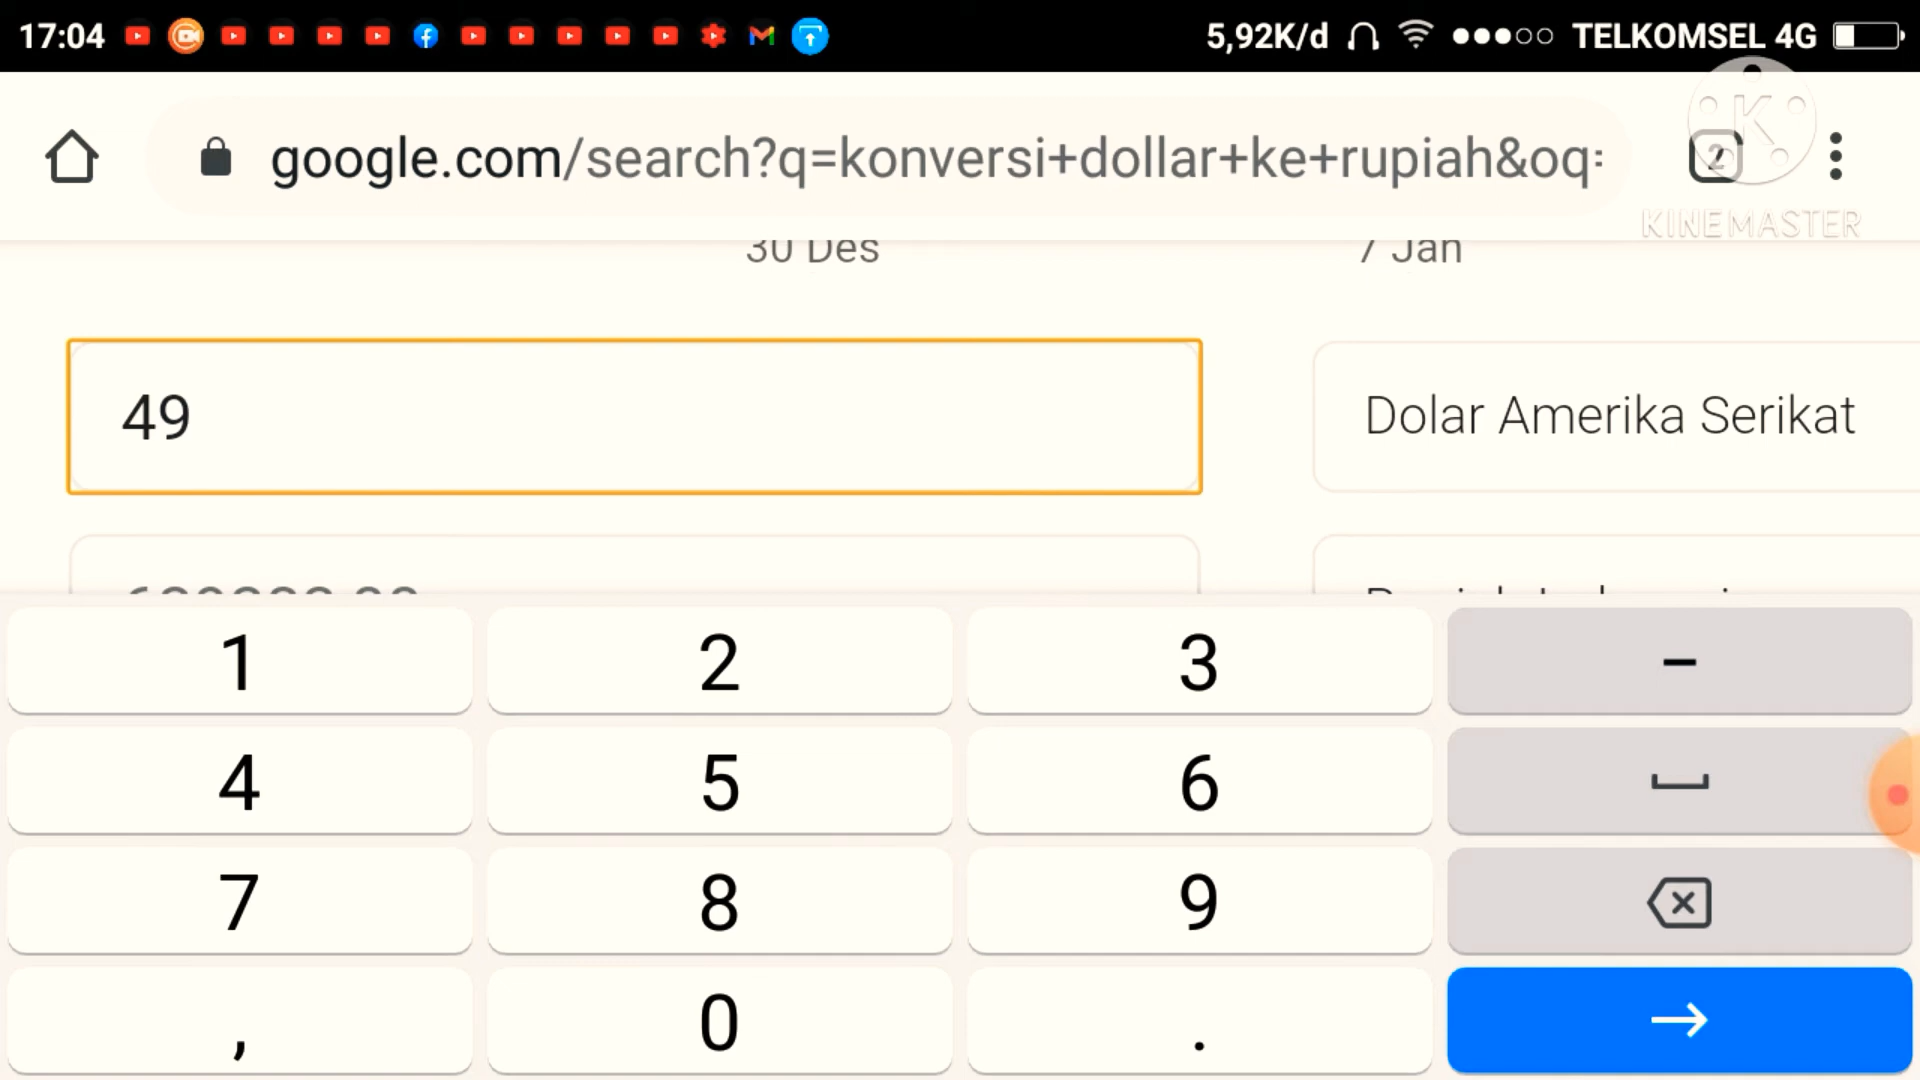 17:04
5,92K/d
TELKOMSEL 4G
google.com/search?q=konversi+dollar+ke+rupiah&oq=
2
K
KINEMASTER
30 Des
7 Jan
49
Dolar Amerika Serikat
1 2 3 –
4 5 6
7 8 9
, 0 .